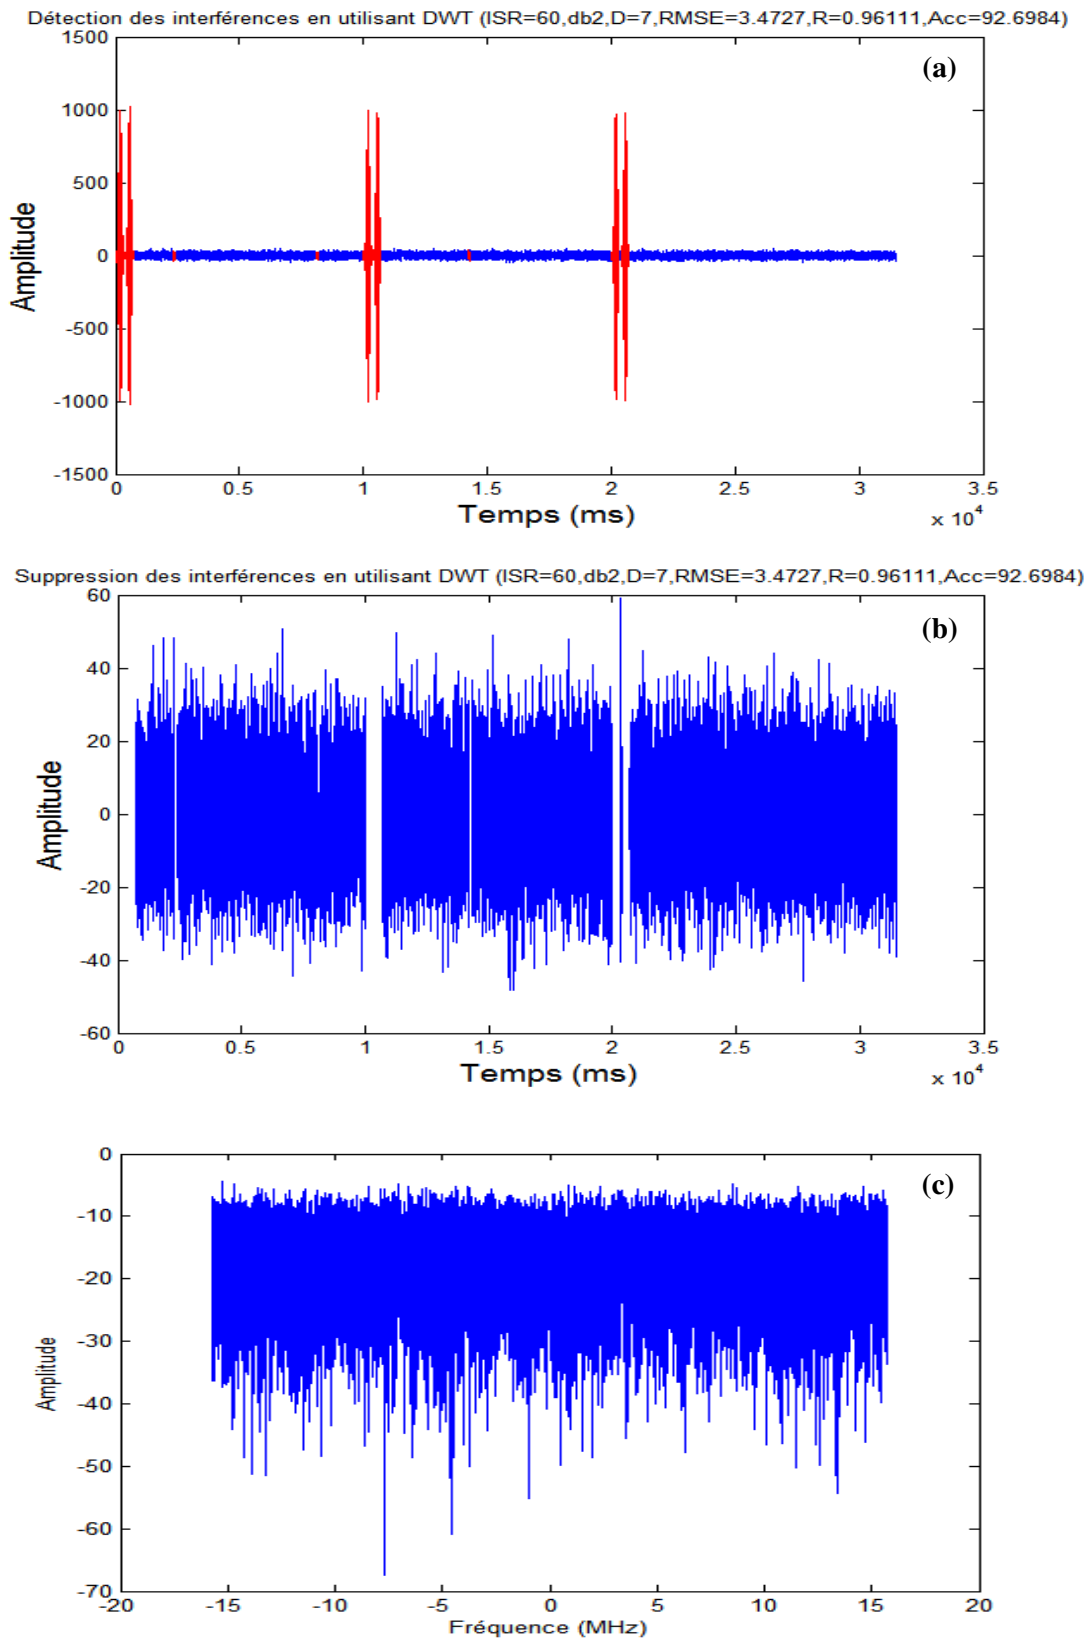 Détection des interférences en utilisant DWT (ISR=60,db2,D=7,RMSE=3.4727,R=0.96111,Acc=92.6984)
1500
(a)
1000
500
0
-500
-1000
-1500
Amplitude
0 0.5 1 1.5 2 2.5 3 3.5
Temps (ms)
x 10^4
Suppression des interférences en utilisant DWT (ISR=60,db2,D=7,RMSE=3.4727,R=0.96111,Acc=92.6984)
60
(b)
40
20
0
-20
-40
-60
Amplitude
0 0.5 1 1.5 2 2.5 3 3.5
Temps (ms)
x 10^4
0
(c)
-10
-20
-30
-40
-50
-60
-70
Amplitude
-20 -15 -10 -5 0 5 10 15 20
Fréquence (MHz)